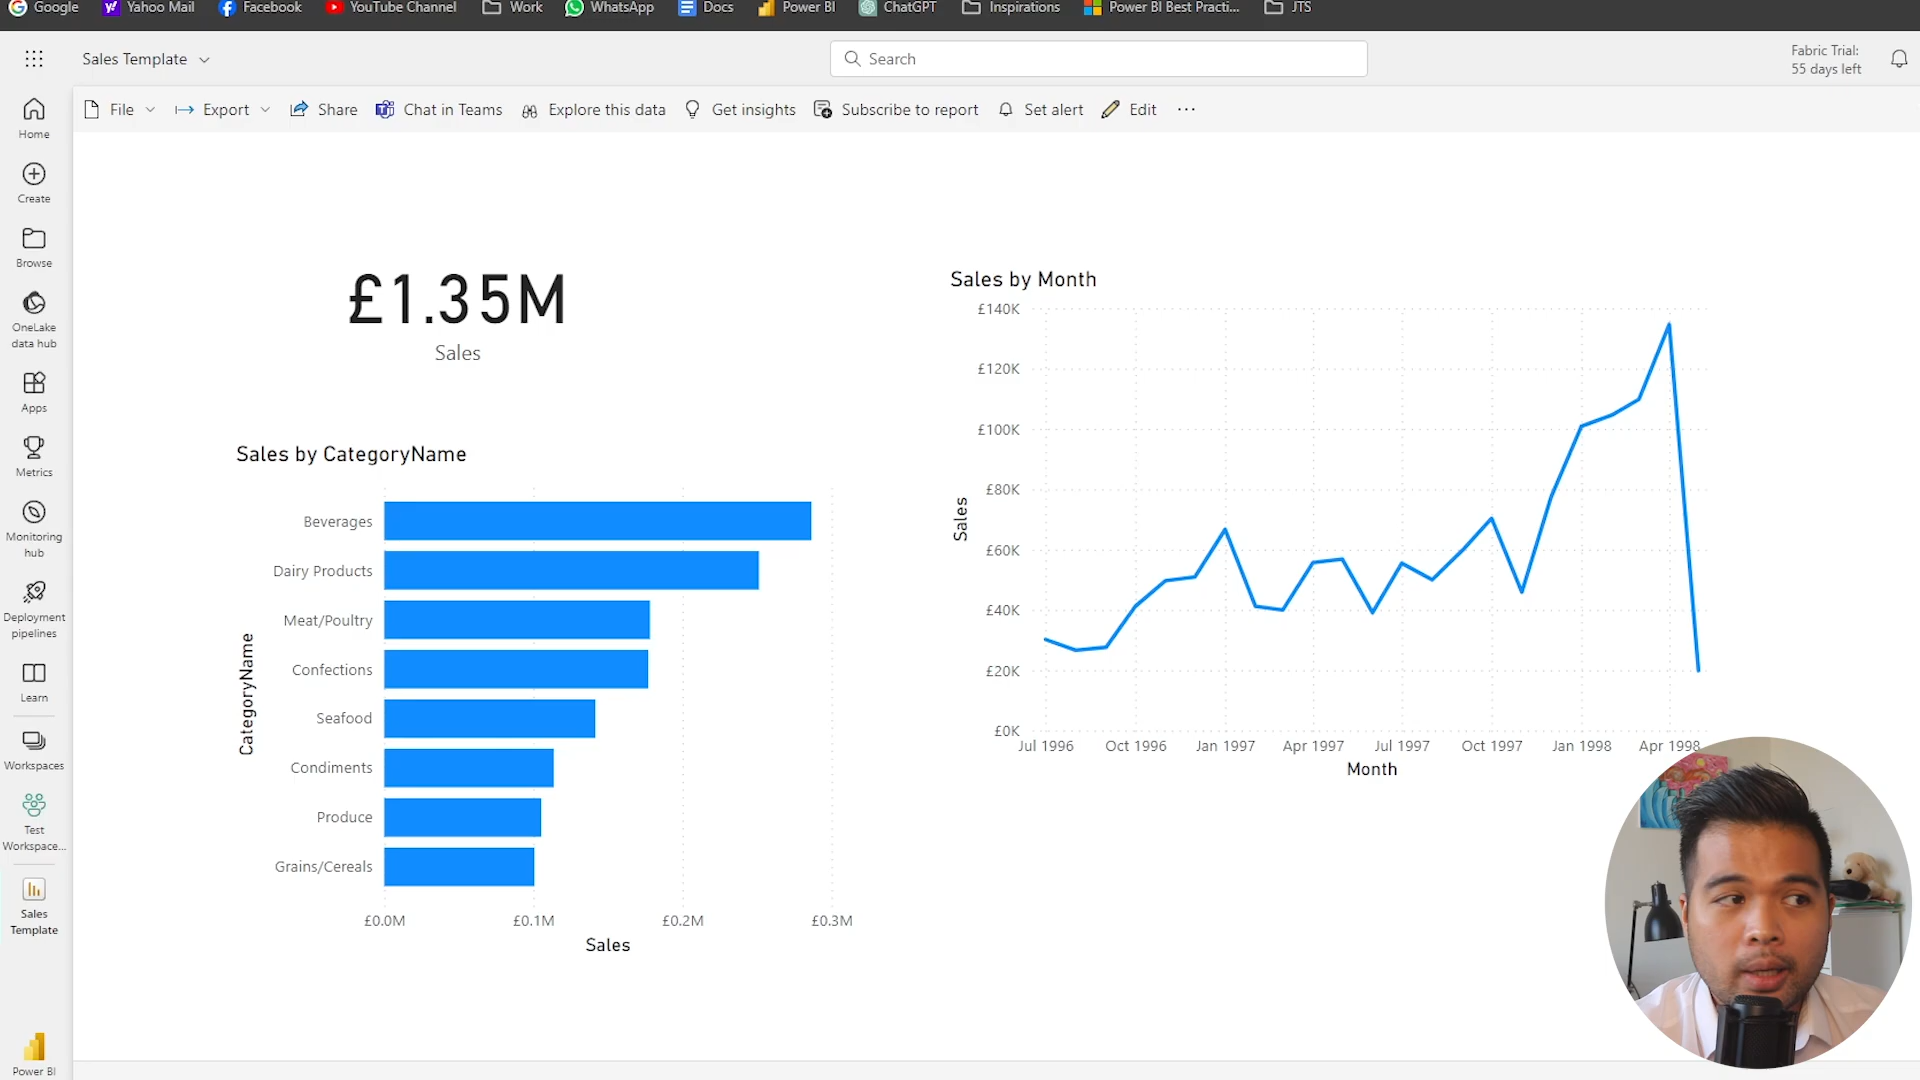 Google Yahoo Mail Facebook YouTube Channel Work WhatsApp Docs Power BI ChatGPT Inspirations Power BI Best Practi... JTS
Sales Template
Search
Fabric Trial:
55 days left
File Export Share Chat in Teams Explore this data Get insights Subscribe to report Set alert Edit ...
Home
Create
Browse
OneLake
data hub
Apps
Metrics
Monitoring
hub
Deployment
pipelines
Learn
Workspaces
Test
Workspace...
Sales
Template
Power BI
£1.35M
Sales
Sales by CategoryName
CategoryName
Beverages
Dairy Products
Meat/Poultry
Confections
Seafood
Condiments
Produce
Grains/Cereals
£0.0M £0.1M £0.2M £0.3M
Sales
Sales by Month
Sales
£140K
£120K
£100K
£80K
£60K
£40K
£20K
£0K
Jul 1996 Oct 1996 Jan 1997 Apr 1997 Jul 1997 Oct 1997 Jan 1998 Apr 1998
Month